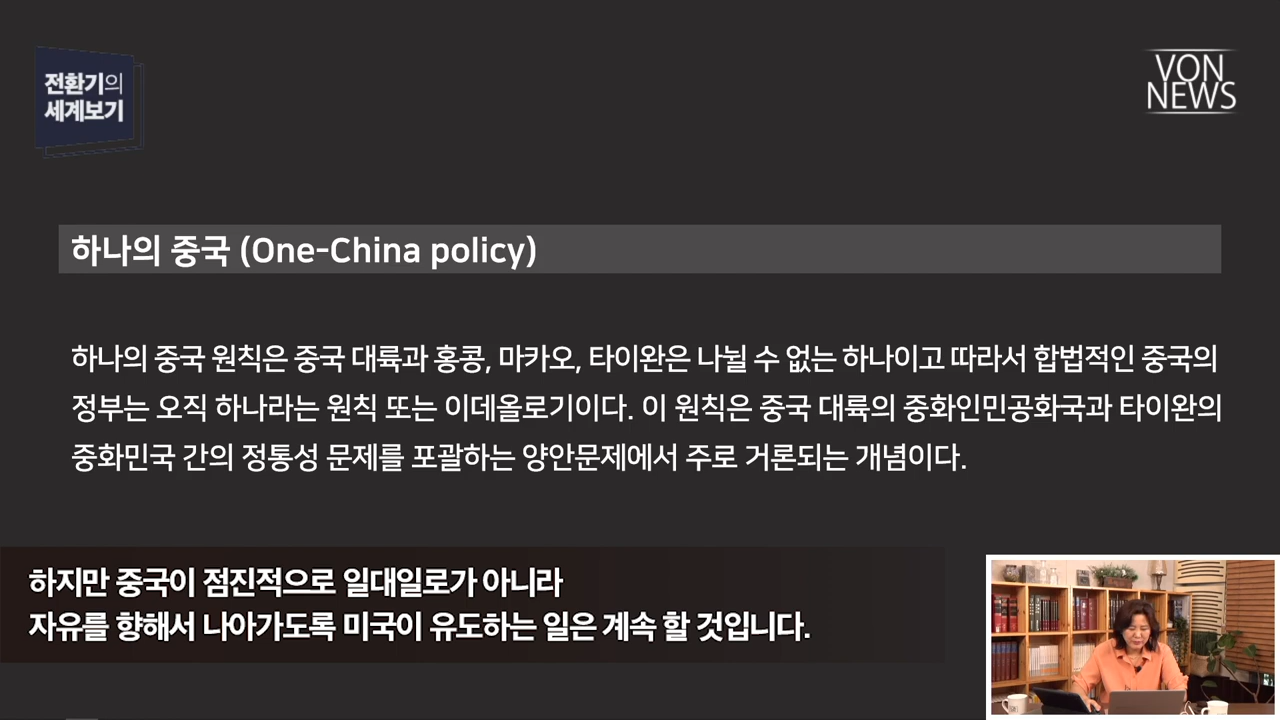 전환기의
세계보기
VON
NEWS
하나의 중국 (One-China policy)
하나의 중국 원칙은 중국 대륙과 홍콩, 마카오, 타이완은 나뉠 수 없는 하나이고 따라서 합법적인 중국의
정부는 오직 하나라는 원칙 또는 이데올로기이다. 이 원칙은 중국 대륙의 중화인민공화국과 타이완의
중화민국 간의 정통성 문제를 포괄하는 양안문제에서 주로 거론되는 개념이다.
하지만 중국이 점진적으로 일대일로가 아니라
자유를 향해서 나아가도록 미국이 유도하는 일은 계속 할 것입니다.